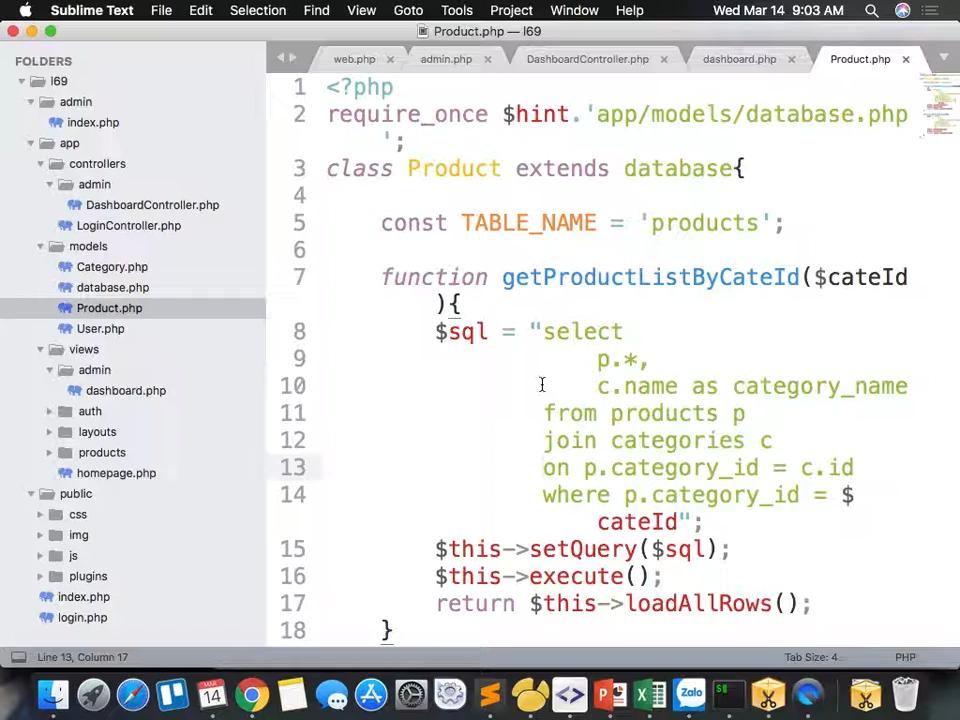 Sublime Text File Edit Selection Find View Goto Tools Project Window Help Wed Mar 14 9:03 AM
Product.php — l69
FOLDERS
l69
admin
index.php
app
controllers
admin
DashboardController.php
LoginController.php
models
Category.php
database.php
Product.php
User.php
views
admin
dashboard.php
auth
layouts
products
homepage.php
public
css
img
js
plugins
index.php
login.php
web.php admin.php DashboardController.php dashboard.php Product.php
1 <?php
2 require_once $hint.'app/models/database.php
';
3 class Product extends database{
4
5 const TABLE_NAME = 'products';
6
7 function getProductListByCateId($cateId
){
8 $sql = "select
9 p.*,
10 c.name as category_name
11 from products p
12 join categories c
13 on p.category_id = c.id
14 where p.category_id = $
cateId";
15 $this->setQuery($sql);
16 $this->execute();
17 return $this->loadAllRows();
18 }
Line 13, Column 17 Tab Size: 4 PHP
14
Zalo